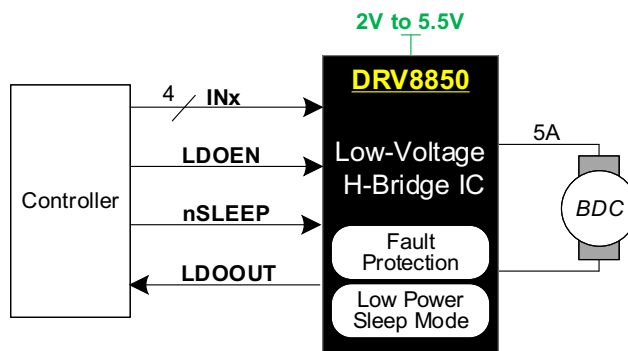 2V to 5.5V
DRV8850
Low-Voltage
H-Bridge IC
Fault
Protection
Low Power
Sleep Mode
Controller
4
INx
LDOEN
nSLEEP
LDOOUT
5A
BDC